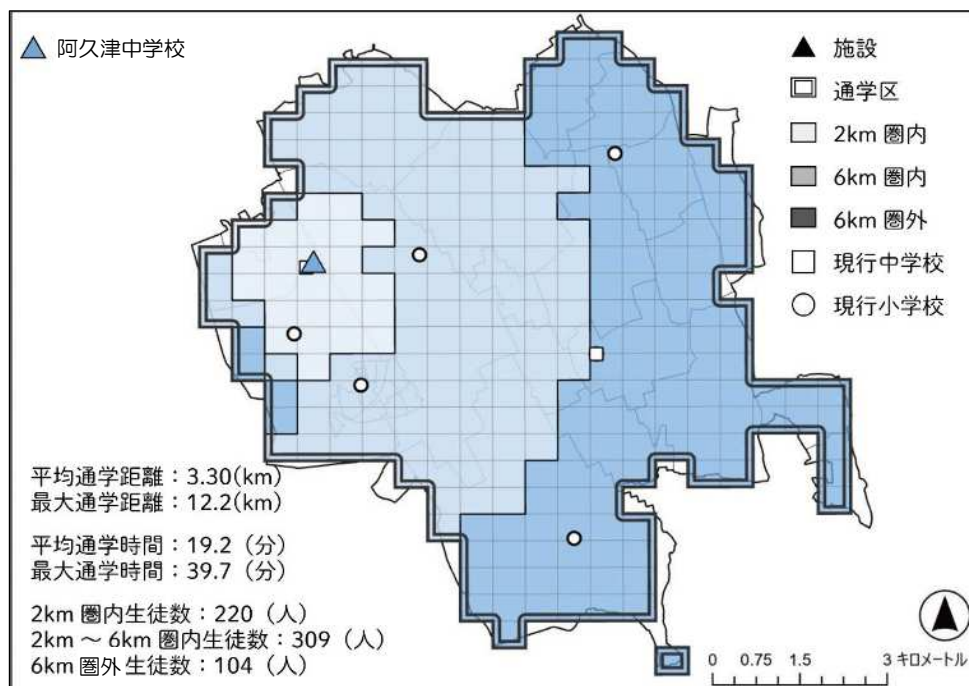 阿久津中学校
施設
通学区
2km 圏内
6km 圏内
6km 圏外
現行中学校
現行小学校
平均通学距離：3.30(km)
最大通学距離：12.2(km)
平均通学時間：19.2（分）
最大通学時間：39.7（分）
2km 圏内生徒数：220（人）
2km ～ 6km 圏内生徒数：309（人）
6km 圏外 生徒数：104（人）
0 0.75 1.5 3 キロメートル